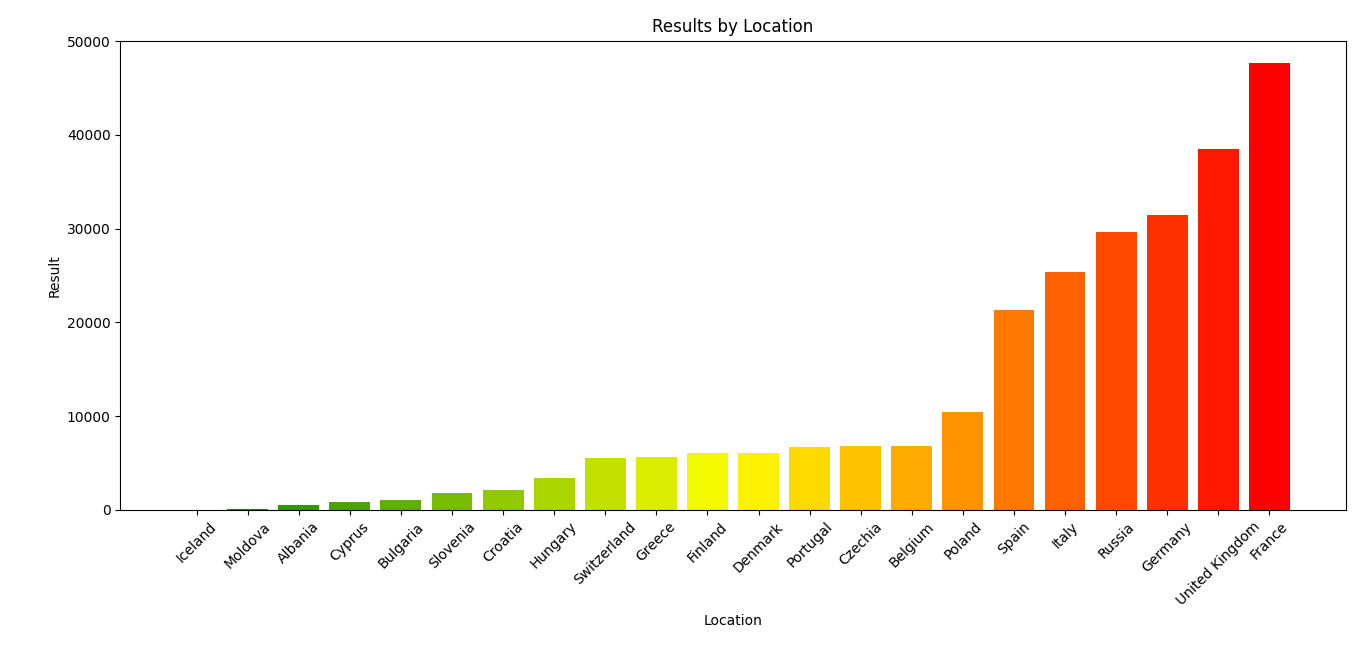 Results by Location
50000
40000
30000
20000
10000
0
Result
Iceland
Moldova
Albania
Cyprus
Bulgaria
Slovenia
Croatia
Hungary
Switzerland
Greece
Finland
Denmark
Portugal
Czechia
Belgium
Poland
Spain
Italy
Russia
Germany
United Kingdom
France
Location